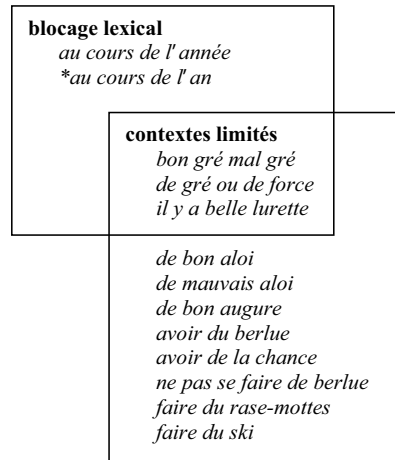 blocage lexical
au cours de l'année
*au cours de l'an
contextes limités
bon gré mal gré
de gré ou de force
il y a belle lurette
de bon aloi
de mauvais aloi
de bon augure
avoir du berlue
avoir de la chance
ne pas se faire de berlue
faire du rase-mottes
faire du ski